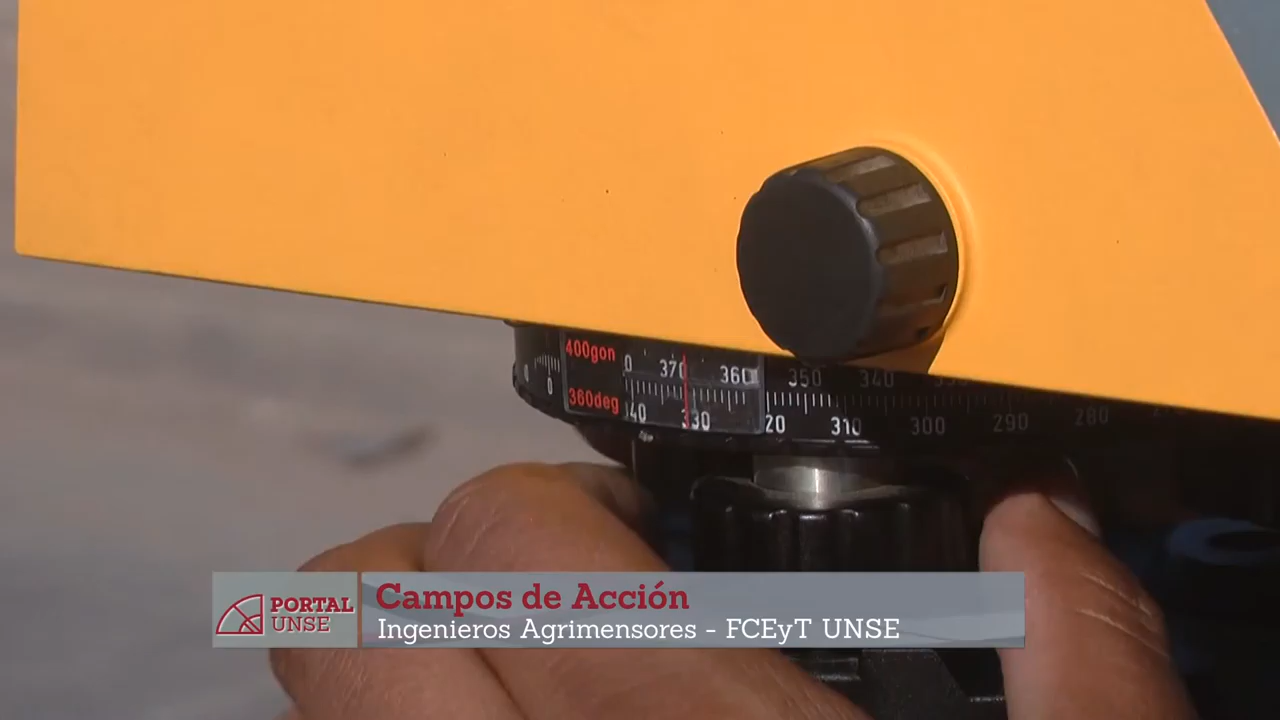 400gon
0 370 360 350 340
360deg
0 40 330 20 310 300 290 280
PORTAL
UNSE
Campos de Acción
Ingenieros Agrimensores - FCEyT UNSE